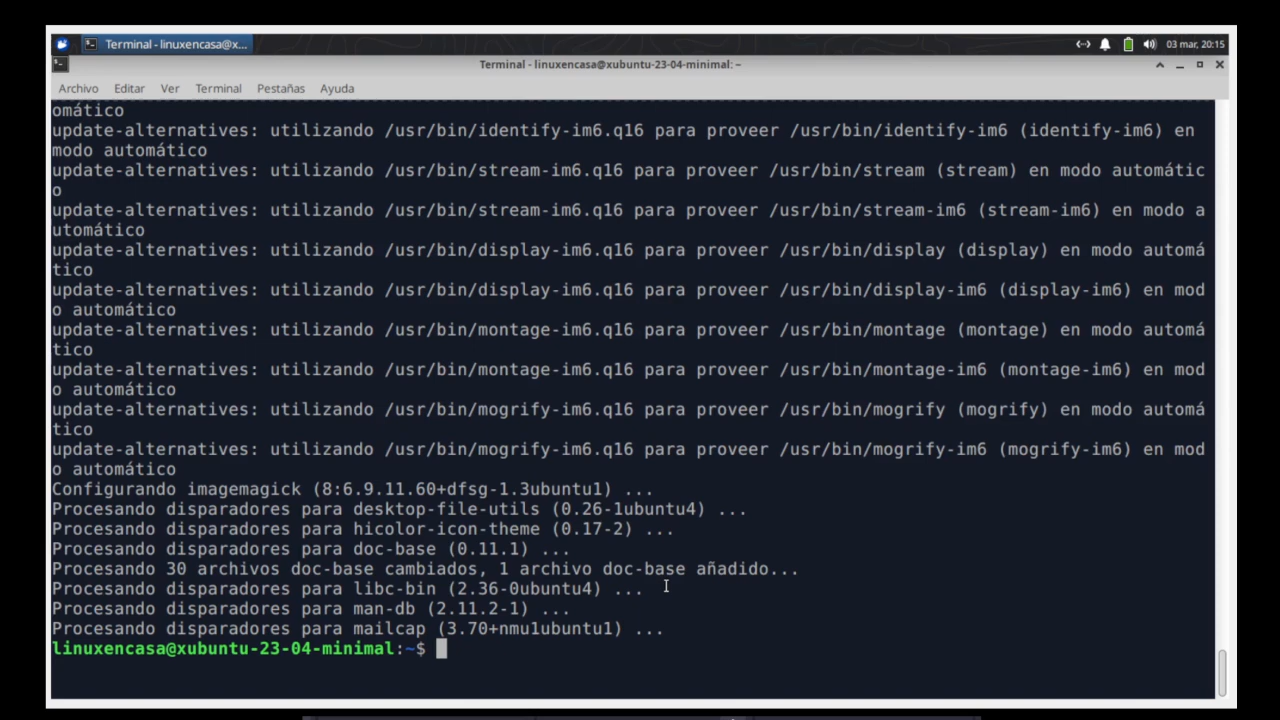 Terminal - linuxencasa@x...
03 mar, 20:15
Terminal - linuxencasa@xubuntu-23-04-minimal: ~
Archivo Editar Ver Terminal Pestañas Ayuda
omático
update-alternatives: utilizando /usr/bin/identify-im6.q16 para proveer /usr/bin/identify-im6 (identify-im6) en
modo automático
update-alternatives: utilizando /usr/bin/stream-im6.q16 para proveer /usr/bin/stream (stream) en modo automátic
o
update-alternatives: utilizando /usr/bin/stream-im6.q16 para proveer /usr/bin/stream-im6 (stream-im6) en modo a
utomático
update-alternatives: utilizando /usr/bin/display-im6.q16 para proveer /usr/bin/display (display) en modo automá
tico
update-alternatives: utilizando /usr/bin/display-im6.q16 para proveer /usr/bin/display-im6 (display-im6) en mod
o automático
update-alternatives: utilizando /usr/bin/montage-im6.q16 para proveer /usr/bin/montage (montage) en modo automá
tico
update-alternatives: utilizando /usr/bin/montage-im6.q16 para proveer /usr/bin/montage-im6 (montage-im6) en mod
o automático
update-alternatives: utilizando /usr/bin/mogrify-im6.q16 para proveer /usr/bin/mogrify (mogrify) en modo automá
tico
update-alternatives: utilizando /usr/bin/mogrify-im6.q16 para proveer /usr/bin/mogrify-im6 (mogrify-im6) en mod
o automático
Configurando imagemagick (8:6.9.11.60+dfsg-1.3ubuntu1) ...
Procesando disparadores para desktop-file-utils (0.26-1ubuntu4) ...
Procesando disparadores para hicolor-icon-theme (0.17-2) ...
Procesando disparadores para doc-base (0.11.1) ...
Procesando 30 archivos doc-base cambiados, 1 archivo doc-base añadido...
Procesando disparadores para libc-bin (2.36-0ubuntu4) ...
Procesando disparadores para man-db (2.11.2-1) ...
Procesando disparadores para mailcap (3.70+nmu1ubuntu1) ...
linuxencasa@xubuntu-23-04-minimal:~$